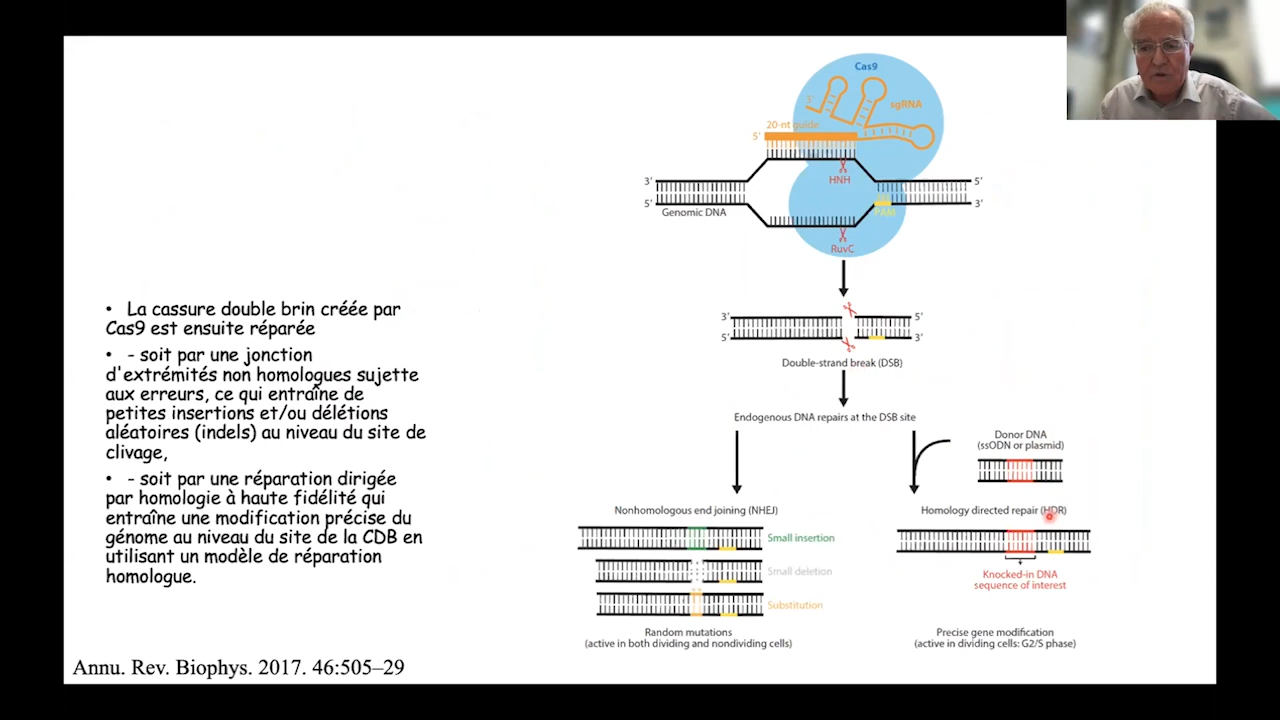 Cas9
3'
sgRNA
20-nt guide
5'
HNH
3'
5'
5'
3'
Genomic DNA
PAM
RuvC
3'
5'
5'
3'
Double-strand break (DSB)
Endogenous DNA repairs at the DSB site
Donor DNA
(ssODN or plasmid)
Nonhomologous end joining (NHEJ)
Small insertion
Small deletion
Substitution
Random mutations
(active in both dividing and nondividing cells)
Homology directed repair (HDR)
Knocked-in DNA
sequence of interest
Precise gene modification
(active in dividing cells: G2/S phase)
• La cassure double brin créée par
Cas9 est ensuite réparée
• - soit par une jonction
d'extrémités non homologues sujette
aux erreurs, ce qui entraîne de
petites insertions et/ou délétions
aléatoires (indels) au niveau du site de
clivage,
• - soit par une réparation dirigée
par homologie à haute fidélité qui
entraîne une modification précise du
génome au niveau du site de la CDB en
utilisant un modèle de réparation
homologue.
Annu. Rev. Biophys. 2017. 46:505–29